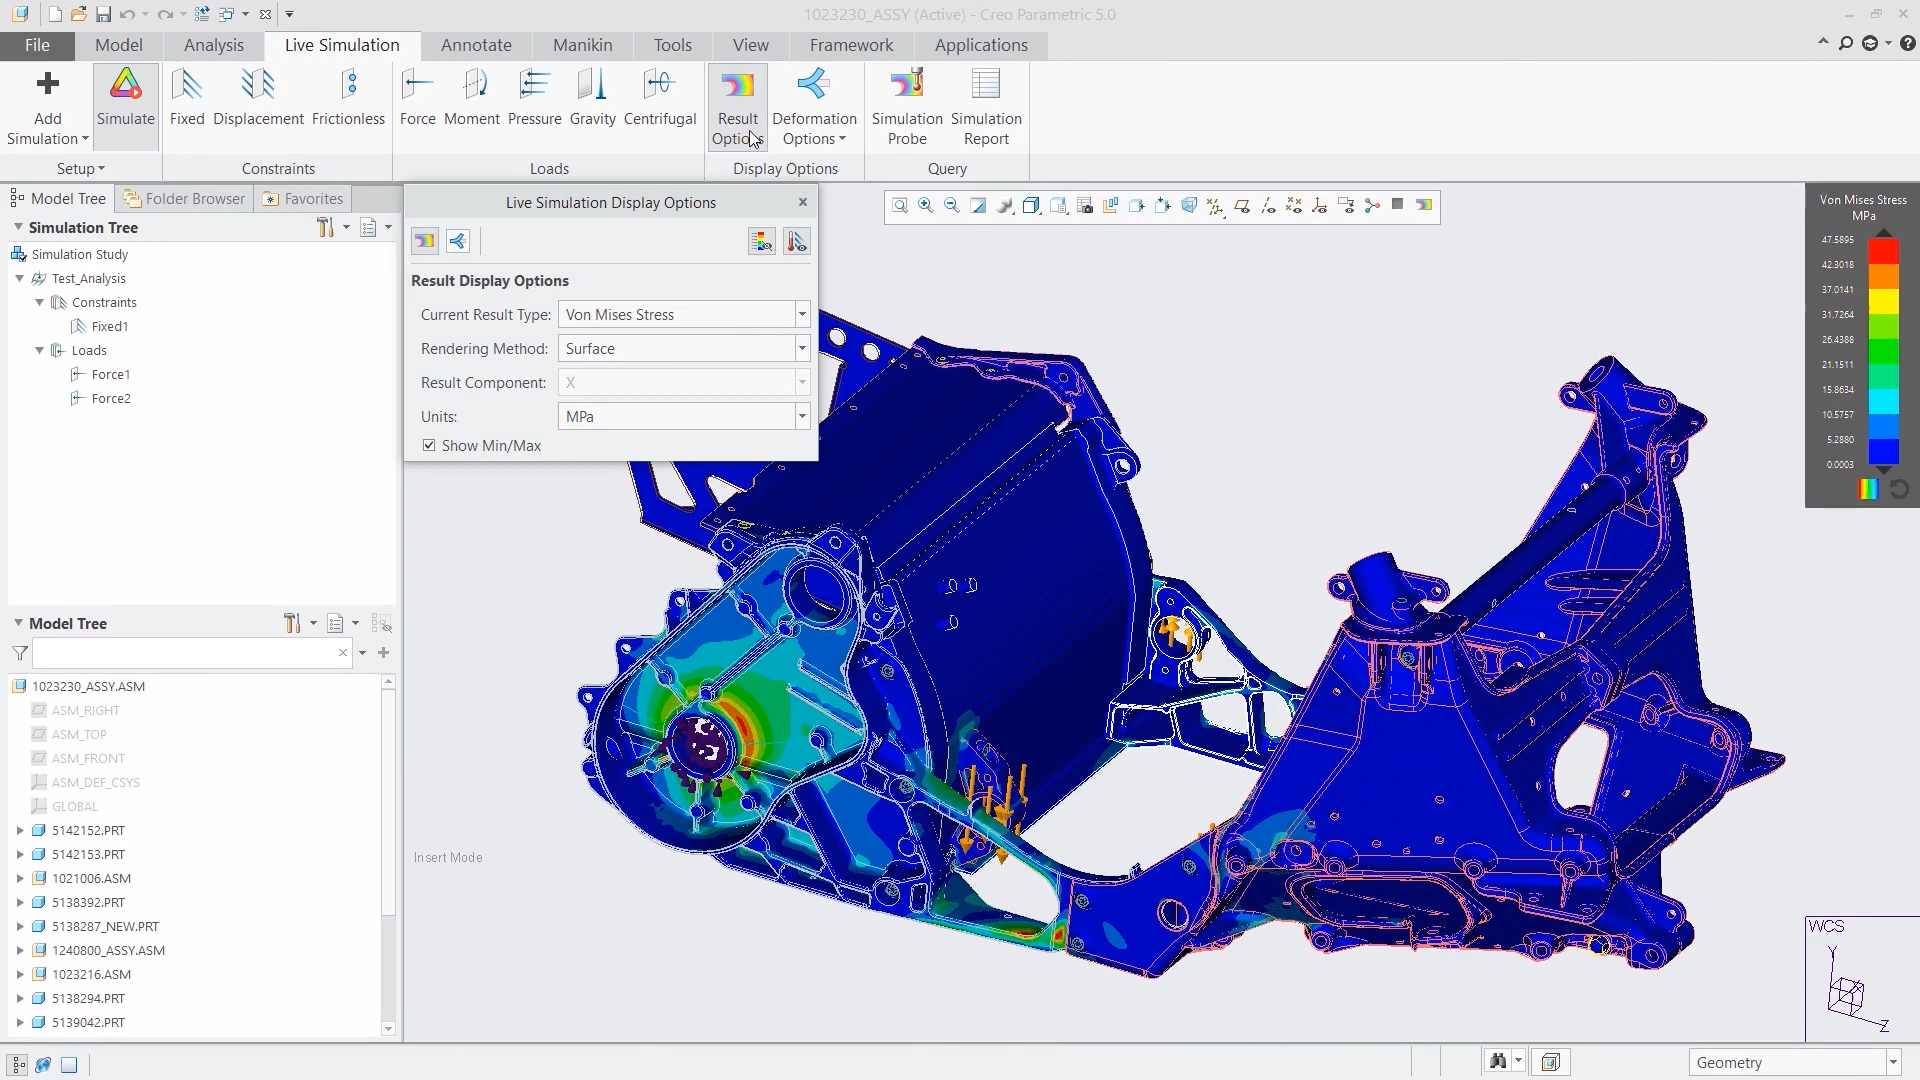 1023230_ASSY (Active) - Creo Parametric 5.0
File
Model
Analysis
Live Simulation
Annotate
Manikin
Tools
View
Framework
Applications
Add Simulation
Simulate
Fixed
Displacement
Frictionless
Force
Moment
Pressure
Gravity
Centrifugal
Result Options
Deformation Options
Simulation Probe
Simulation Report
Setup
Constraints
Loads
Display Options
Query
Model Tree
Folder Browser
Favorites
Simulation Tree
Simulation Study
Test_Analysis
Constraints
Fixed1
Loads
Force1
Force2
Live Simulation Display Options
Result Display Options
Current Result Type: Von Mises Stress
Rendering Method: Surface
Result Component: X
Units: MPa
Show Min/Max
Von Mises Stress
MPa
47.5895
42.3018
37.0141
31.7264
26.4388
21.1511
15.8634
10.5757
5.2880
0.0003
Model Tree
1023230_ASSY.ASM
ASM_RIGHT
ASM_TOP
ASM_FRONT
ASM_DEF_CSYS
GLOBAL
5142152.PRT
5142153.PRT
1021006.ASM
5138392.PRT
5138287_NEW.PRT
1240800_ASSY.ASM
1023216.ASM
5138294.PRT
5139042.PRT
Insert Mode
WCS
Y
X
Z
Geometry